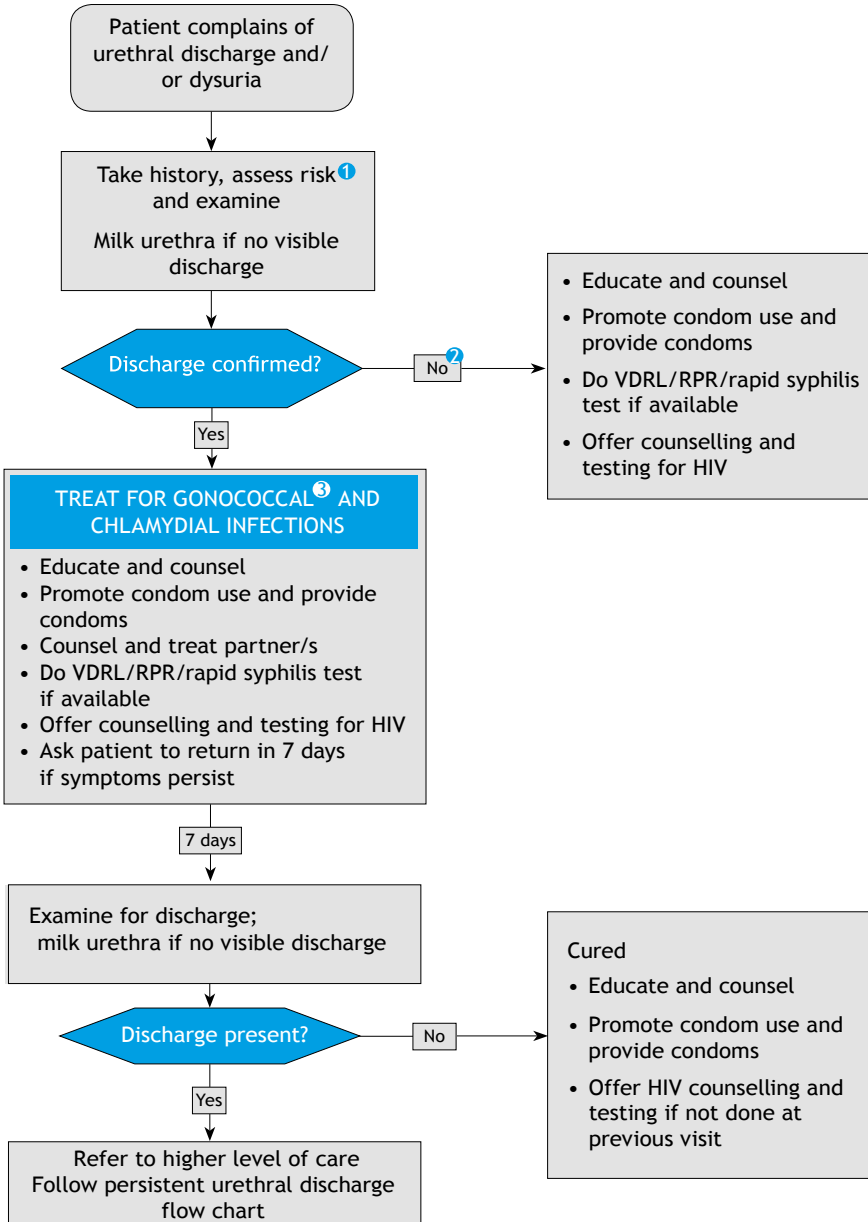 Patient complains of
urethral discharge and/
or dysuria
Take history, assess risk 1
and examine
Milk urethra if no visible
discharge
Discharge confirmed?
No 2
• Educate and counsel
• Promote condom use and
provide condoms
• Do VDRL/RPR/rapid syphilis
test if available
• Offer counselling and
testing for HIV
Yes
TREAT FOR GONOCOCCAL 3 AND
CHLAMYDIAL INFECTIONS
• Educate and counsel
• Promote condom use and provide
condoms
• Counsel and treat partner/s
• Do VDRL/RPR/rapid syphilis test
if available
• Offer counselling and testing for HIV
• Ask patient to return in 7 days
if symptoms persist
7 days
Examine for discharge;
milk urethra if no visible discharge
Discharge present?
No
Cured
• Educate and counsel
• Promote condom use and
provide condoms
• Offer HIV counselling and
testing if not done at
previous visit
Yes
Refer to higher level of care
Follow persistent urethral discharge
flow chart